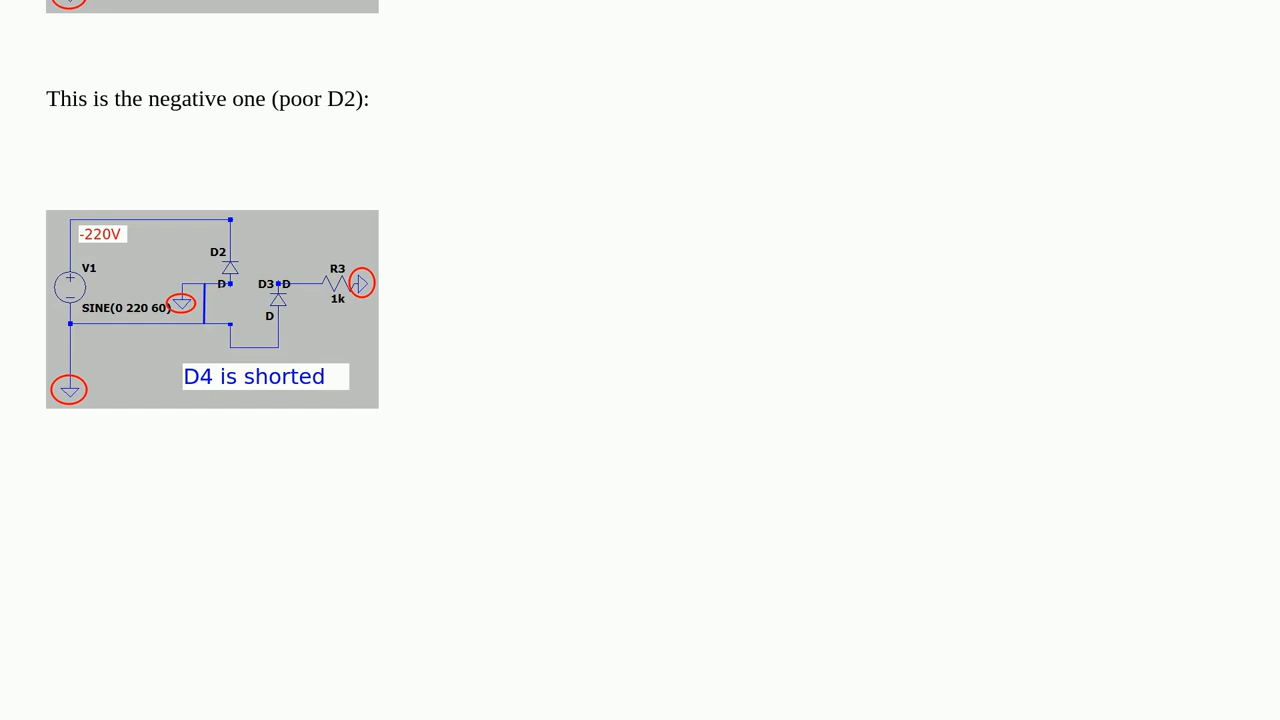 This is the negative one (poor D2):
-220V
D2
V1
R3
D
D3
D
SINE(0 220 60)
1k
D
D4 is shorted